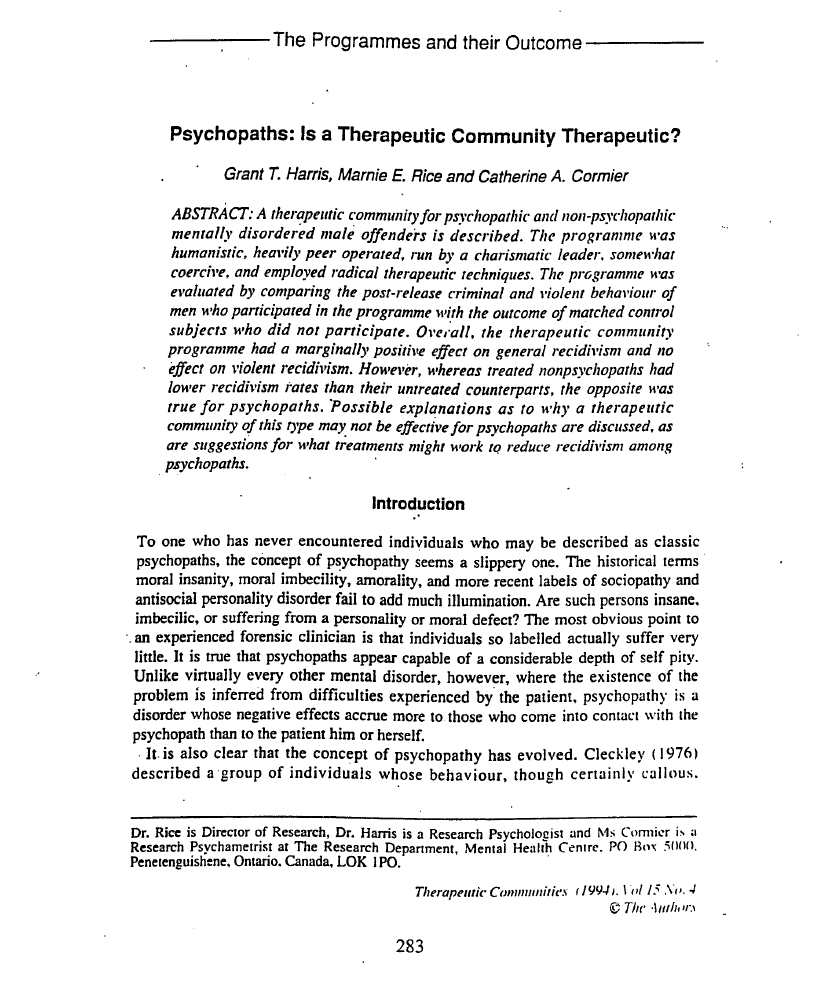 The Programmes and their Outcome
Psychopaths: Is a Therapeutic Community Therapeutic?
Grant T. Harris, Marnie E. Rice and Catherine A. Cormier
ABSTRACT: A therapeutic community for psychopathic and non-psychopathic
mentally disordered male offenders is described. The programme was
humanistic, heavily peer operated, run by a charismatic leader, somewhat
coercive, and employed radical therapeutic techniques. The programme was
evaluated by comparing the post-release criminal and violent behaviour of
men who participated in the programme with the outcome of matched control
subjects who did not participate. Overall, the therapeutic community
programme had a marginally positive effect on general recidivism and no
effect on violent recidivism. However, whereas treated nonpsychopaths had
lower recidivism rates than their untreated counterparts, the opposite was
true for psychopaths. Possible explanations as to why a therapeutic
community of this type may not be effective for psychopaths are discussed, as
are suggestions for what treatments might work to reduce recidivism among
psychopaths.
Introduction
To one who has never encountered individuals who may be described as classic
psychopaths, the concept of psychopathy seems a slippery one. The historical terms
moral insanity, moral imbecility, amorality, and more recent labels of sociopathy and
antisocial personality disorder fail to add much illumination. Are such persons insane,
imbecilic, or suffering from a personality or moral defect? The most obvious point to
an experienced forensic clinician is that individuals so labelled actually suffer very
little. It is true that psychopaths appear capable of a considerable depth of self pity.
Unlike virtually every other mental disorder, however, where the existence of the
problem is inferred from difficulties experienced by the patient, psychopathy is a
disorder whose negative effects accrue more to those who come into contact with the
psychopath than to the patient him or herself.
It is also clear that the concept of psychopathy has evolved. Cleckley (1976)
described a group of individuals whose behaviour, though certainly callous.
Dr. Rice is Director of Research, Dr. Harris is a Research Psychologist and Ms Cormier is a
Research Psychametrist at The Research Department, Mental Health Centre. PO Box 5000.
Penetenguishene, Ontario. Canada, LOK 1PO.
Therapeutic Communities (1994). Vol 15 No. 4
© The Authors
283